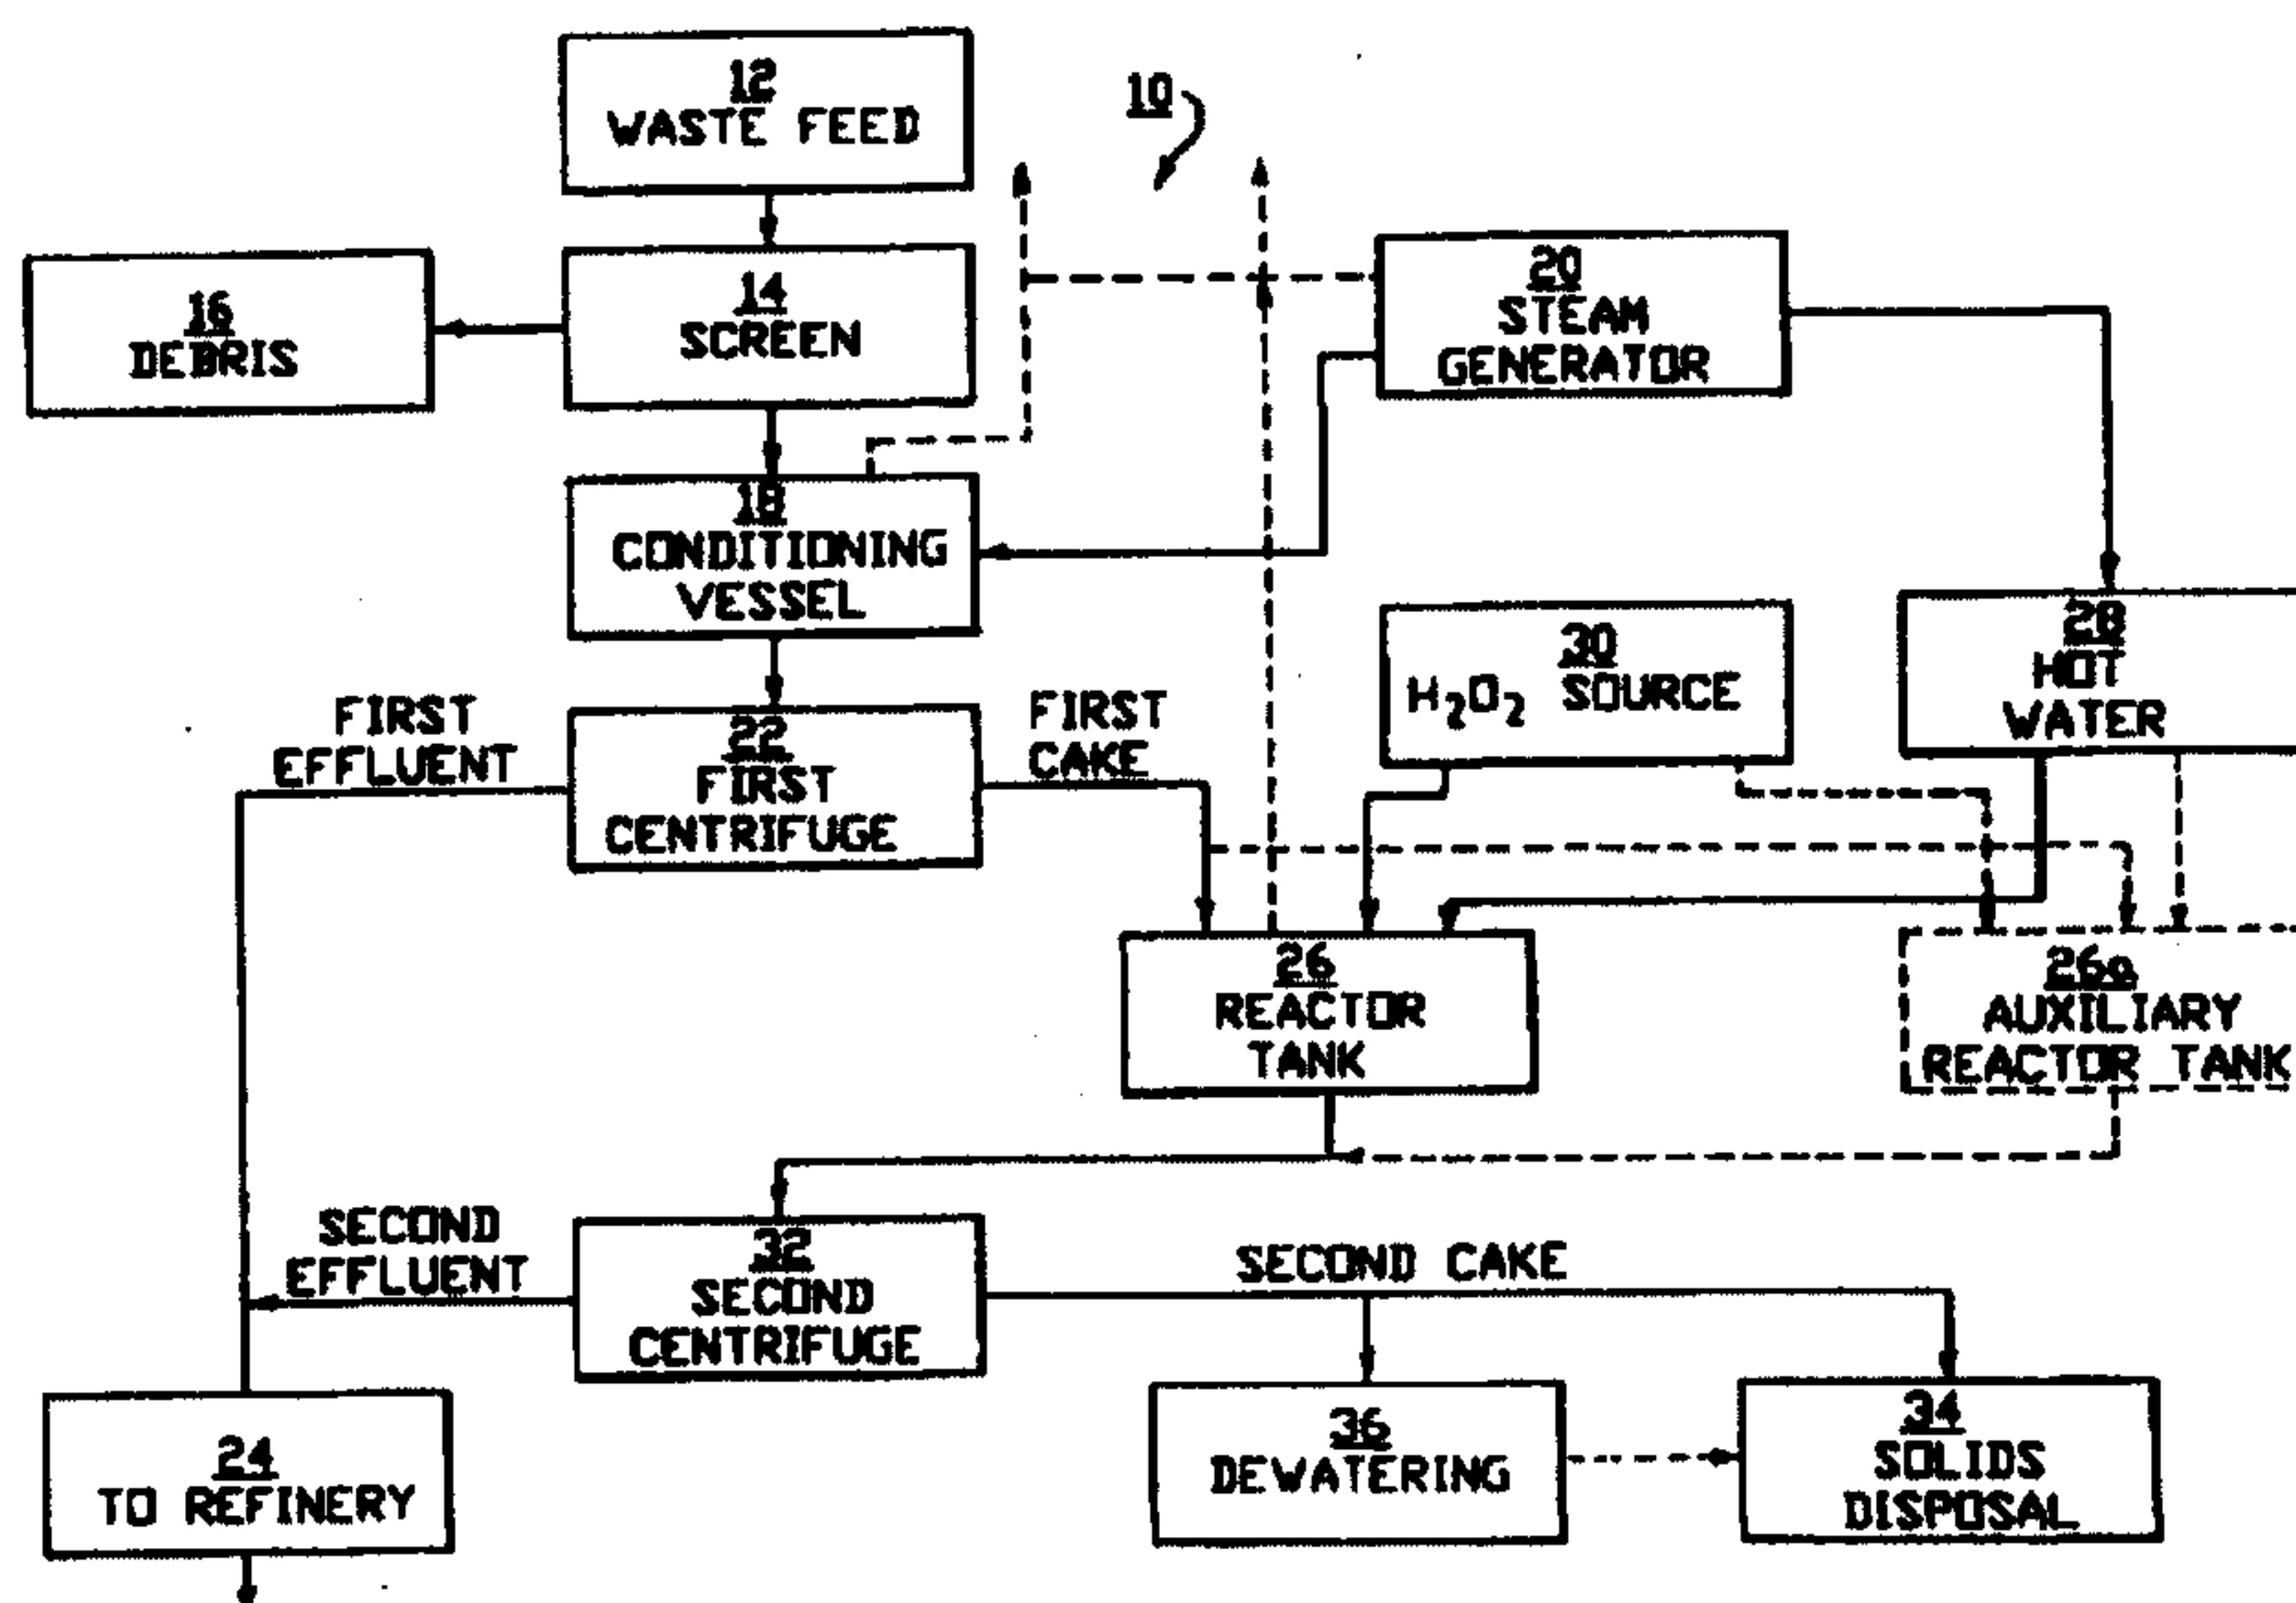 12
WASTE FEED
10
16
DEBRIS
14
SCREEN
20
STEAM
GENERATOR
18
CONDITIONING
VESSEL
30
H₂O₂ SOURCE
28
HOT
WATER
FIRST
EFFLUENT
22
FIRST
CENTRIFUGE
FIRST
CAKE
26
REACTOR
TANK
26a
AUXILIARY
REACTOR TANK
SECOND
EFFLUENT
32
SECOND
CENTRIFUGE
SECOND CAKE
24
TO REFINERY
36
DEWATERING
34
SOLIDS
DISPOSAL